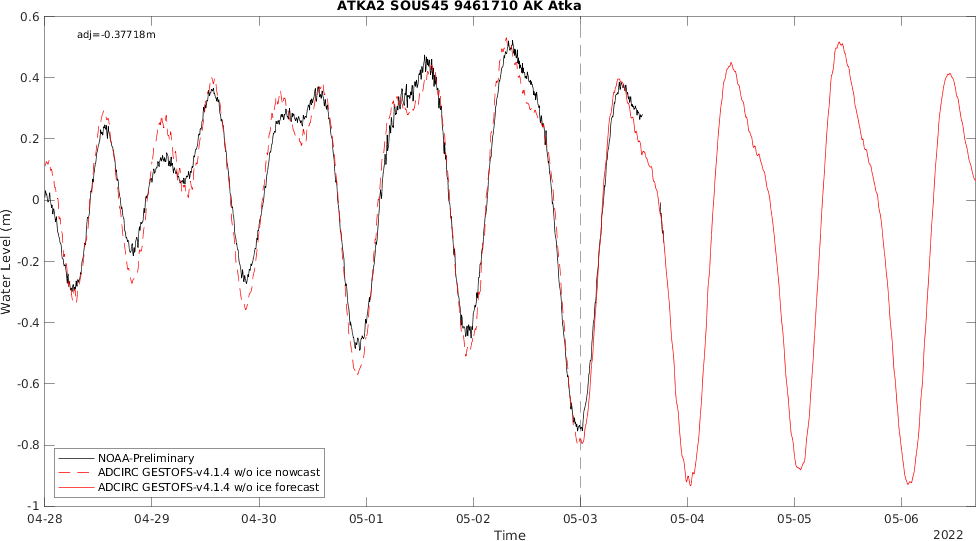 ATKA2 SOUS45 9461710 AK Atka
adj=-0.37718m
0.6
0.4
0.2
0
-0.2
-0.4
-0.6
-0.8
-1
Water Level (m)
NOAA-Preliminary
ADCIRC GESTOFS-v4.1.4 w/o ice nowcast
ADCIRC GESTOFS-v4.1.4 w/o ice forecast
04-28 04-29 04-30 05-01 05-02 05-03 05-04 05-05 05-06
Time
2022